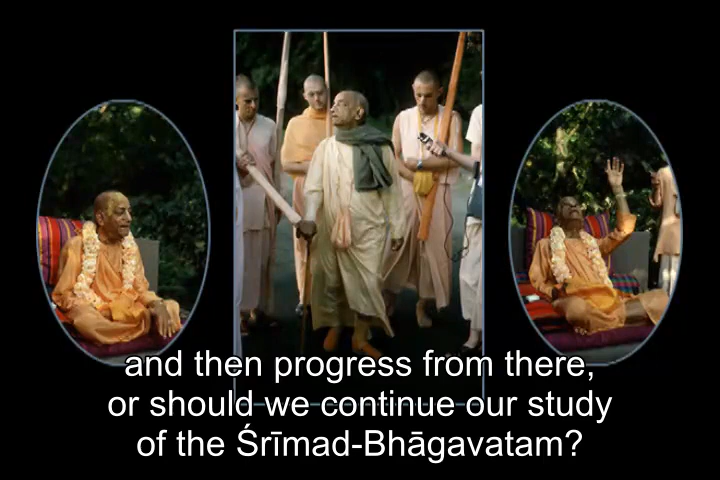 and then progress from there,
or should we continue our study
of the Śrīmad-Bhāgavatam?